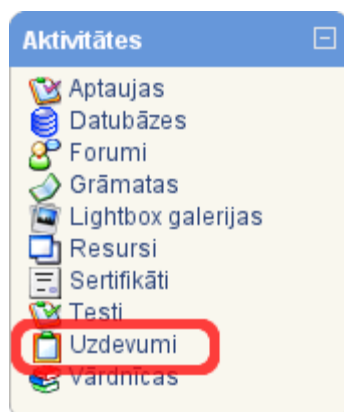 Aktivitātes
Aptaujas
Datubāzes
Forumi
Grāmatas
Lightbox galerijas
Resursi
Sertifikāti
Testi
Uzdevumi
Vārdnīcas